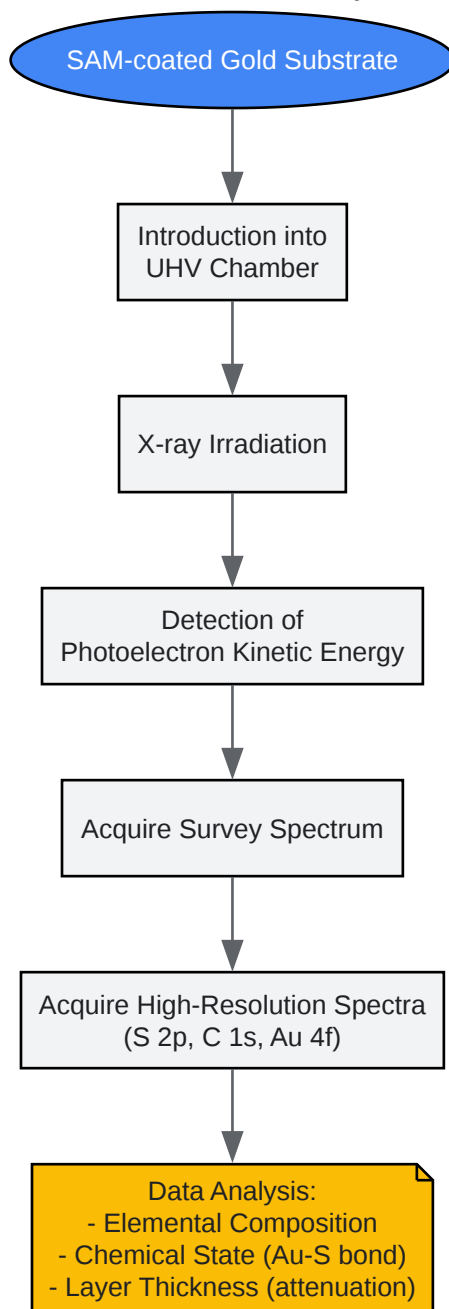 SAM-coated Gold Substrate
Introduction into
UHV Chamber
X-ray Irradiation
Detection of
Photoelectron Kinetic Energy
Acquire Survey Spectrum
Acquire High-Resolution Spectra
(S 2p, C 1s, Au 4f)
Data Analysis:
- Elemental Composition
- Chemical State (Au-S bond)
- Layer Thickness (attenuation)